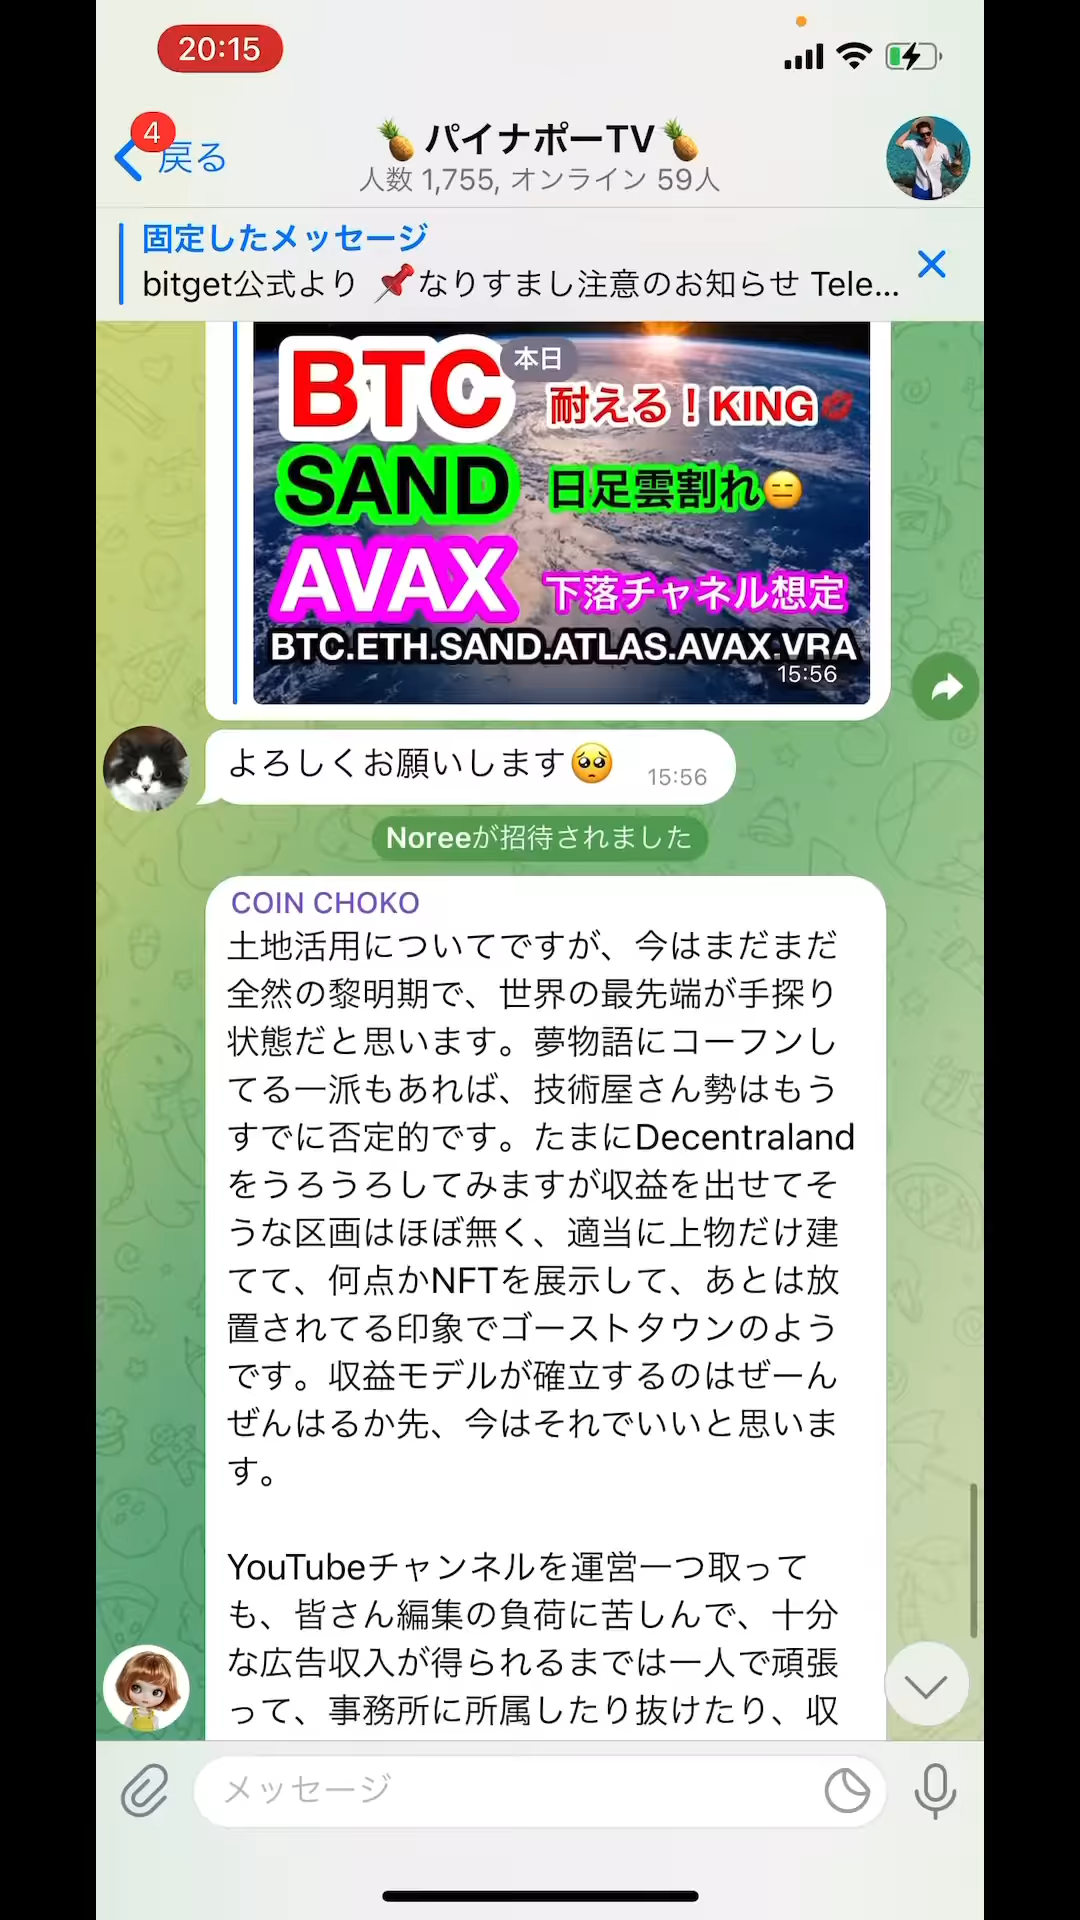 20:15
4
戻る
🍍 パイナポーTV🍍
人数 1,755, オンライン 59人
固定したメッセージ
bitget公式より 📌なりすまし注意のお知らせ Tele...
本日
BTC 耐える！KING💋
SAND 日足雲割れ😑
AVAX 下落チャネル想定
BTC.ETH.SAND.ATLAS.AVAX.VRA
15:56
よろしくお願いします🥺 15:56
Noreeが招待されました
COIN CHOKO
土地活用についてですが、今はまだまだ
全然の黎明期で、世界の最先端が手探り
状態だと思います。夢物語にコーフンし
てる一派もあれば、技術屋さん勢はもう
すでに否定的です。たまにDecentraland
をうろうろしてみますが収益を出せてそ
うな区画はほぼ無く、適当に上物だけ建
てて、何点かNFTを展示して、あとは放
置されてる印象でゴーストタウンのよう
です。収益モデルが確立するのはぜーん
ぜんはるか先、今はそれでいいと思いま
す。
YouTubeチャンネルを運営一つ取って
も、皆さん編集の負荷に苦しんで、十分
な広告収入が得られるまでは一人で頑張
って、事務所に所属したり抜けたり、収
メッセージ